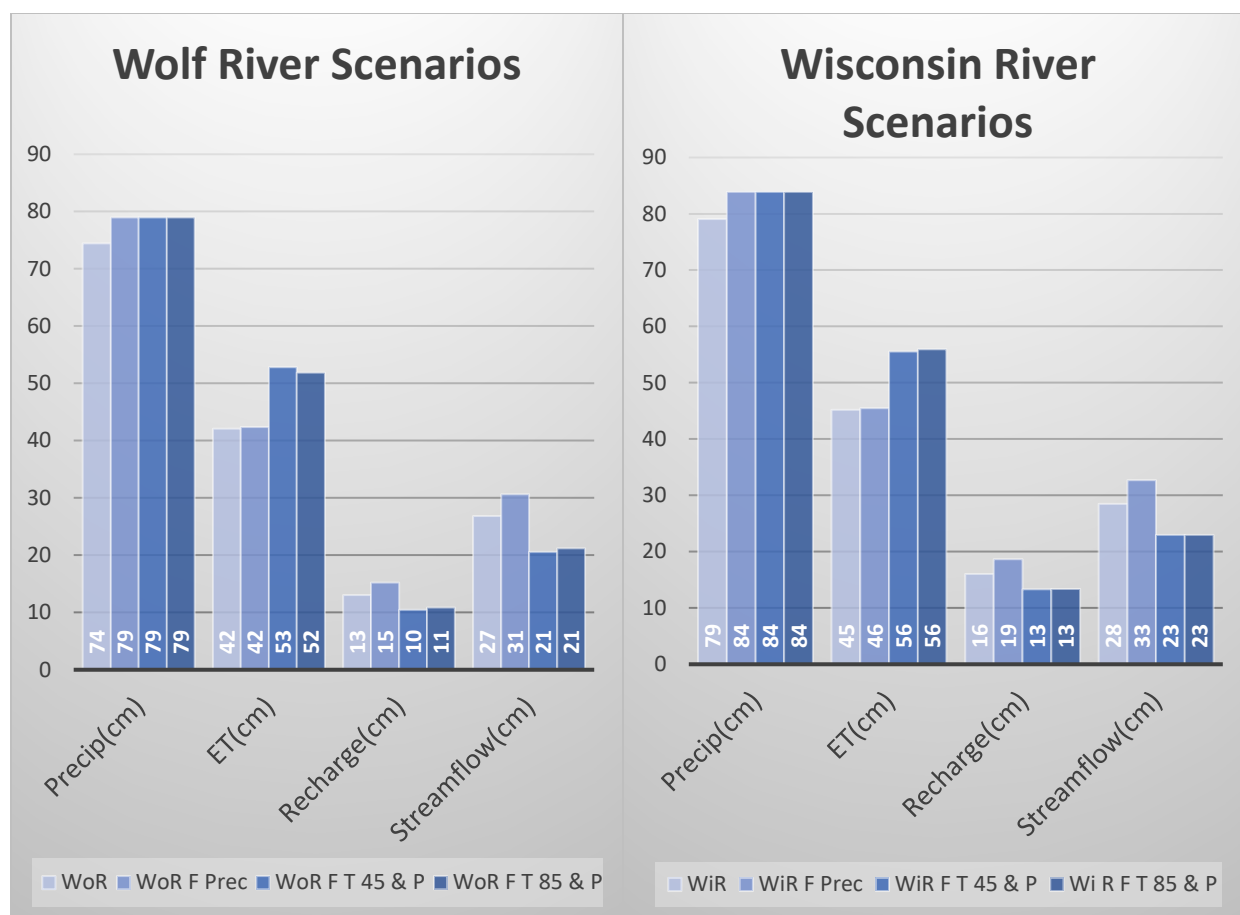 Wolf River Scenarios
90
80
70
60
50
40
30
20
10
0
74 79 79 79 42 42 53 52 13 15 10 11 27 31 21 21
Precip(cm) ET(cm) Recharge(cm) Streamflow(cm)
WoR WoR F Prec WoR F T 45 & P WoR F T 85 & P
Wisconsin River
Scenarios
90
80
70
60
50
40
30
20
10
0
79 84 84 84 45 46 56 56 16 19 13 13 28 33 23 23
Precip(cm) ET(cm) Recharge(cm) Streamflow(cm)
WiR WiR F Prec WiR F T 45 & P Wi R F T 85 & P